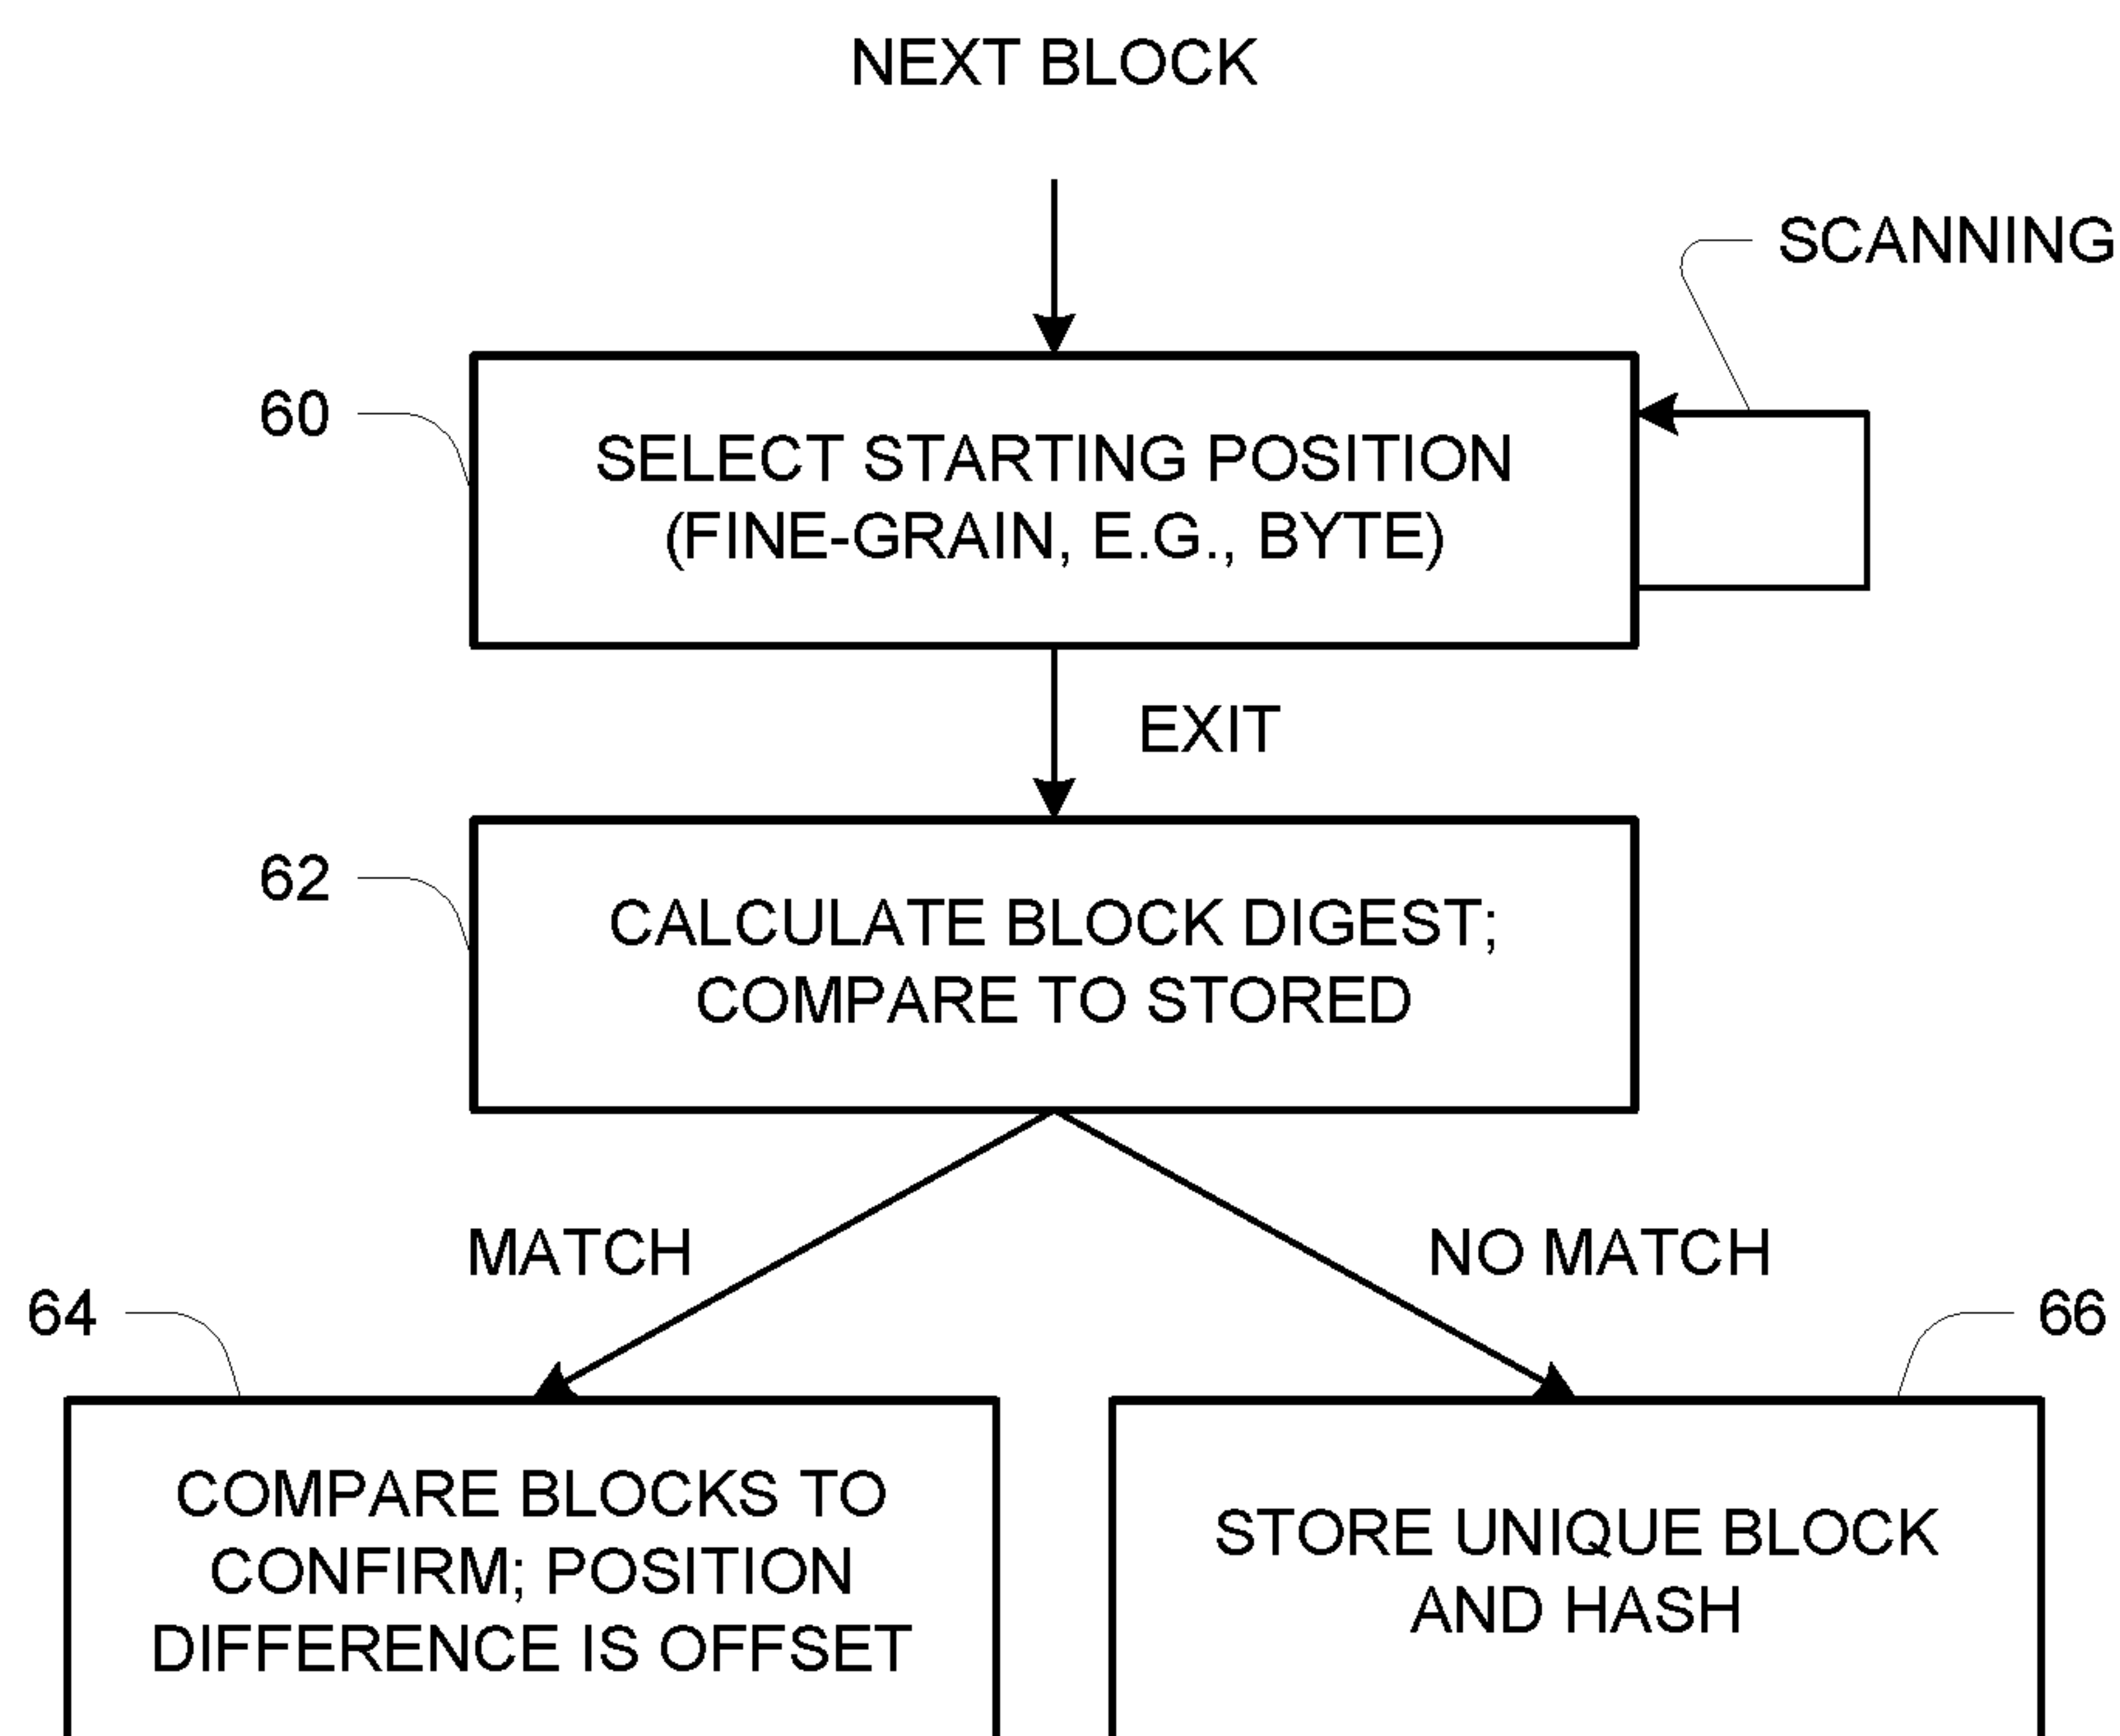 NEXT BLOCK
SCANNING
60
SELECT STARTING POSITION
(FINE-GRAIN, E.G., BYTE)
EXIT
62
CALCULATE BLOCK DIGEST;
COMPARE TO STORED
MATCH
NO MATCH
64
66
COMPARE BLOCKS TO
CONFIRM; POSITION
DIFFERENCE IS OFFSET
STORE UNIQUE BLOCK
AND HASH